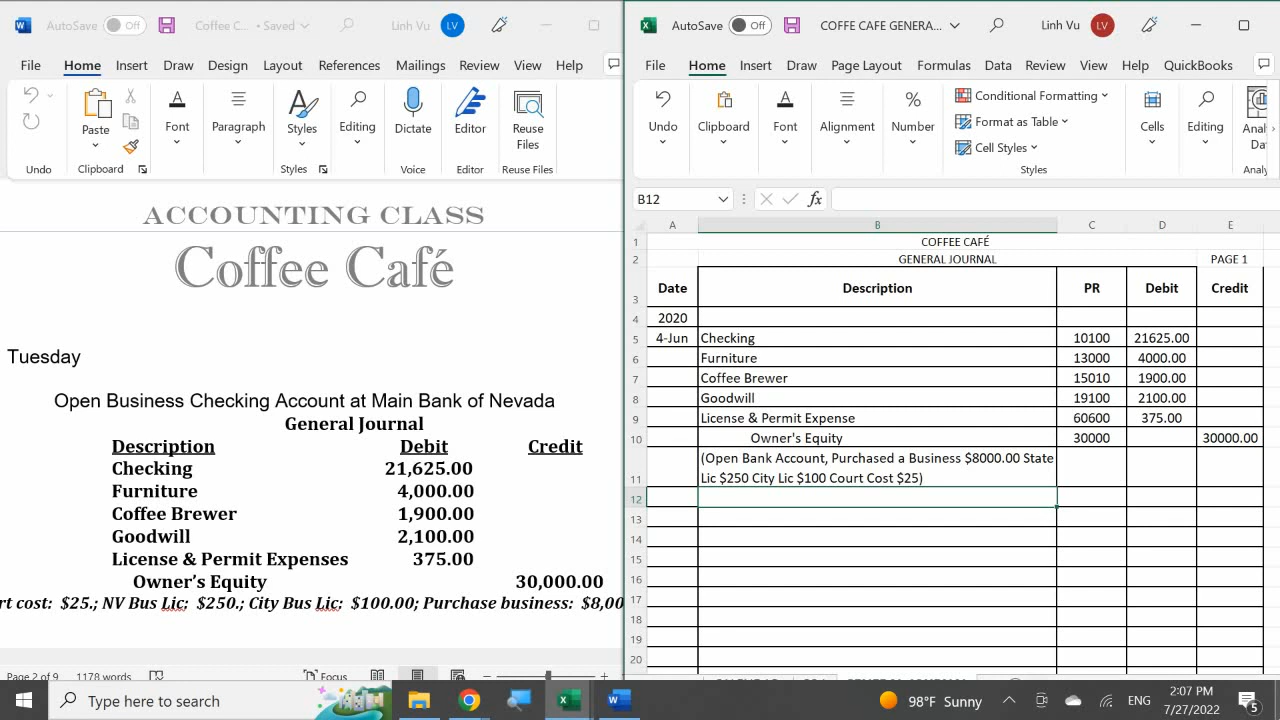 AutoSave Off Coffee C... • Saved Linh Vu LV
File Home Insert Draw Design Layout References Mailings Review View Help
Paste Font Paragraph Styles Editing Dictate Editor Reuse Files
Undo Clipboard Styles Voice Editor Reuse Files
ACCOUNTING CLASS
Coffee Café
Tuesday
Open Business Checking Account at Main Bank of Nevada
General Journal
Description Debit Credit
Checking 21,625.00
Furniture 4,000.00
Coffee Brewer 1,900.00
Goodwill 2,100.00
License & Permit Expenses 375.00
Owner's Equity 30,000.00
rt cost: $25.; NV Bus Lic: $250.; City Bus Lic: $100.00; Purchase business: $8,00
Page 2 of 9 1178 words Focus
AutoSave Off COFFE CAFE GENERA... Linh Vu LV
File Home Insert Draw Page Layout Formulas Data Review View Help QuickBooks
Undo Clipboard Font Alignment Number
Conditional Formatting
Format as Table
Cell Styles
Styles
Cells Editing
B12 fx
A B C D E
1 COFFEE CAFÉ
2 GENERAL JOURNAL PAGE 1
3 Date Description PR Debit Credit
4 2020
5 4-Jun Checking 10100 21625.00
6 Furniture 13000 4000.00
7 Coffee Brewer 15010 1900.00
8 Goodwill 19100 2100.00
9 License & Permit Expense 60600 375.00
10 Owner's Equity 30000 30000.00
(Open Bank Account, Purchased a Business $8000.00 State
11 Lic $250 City Lic $100 Court Cost $25)
12
13
14
15
16
17
18
19
20
Type here to search
98°F Sunny ENG 2:07 PM
7/27/2022 5